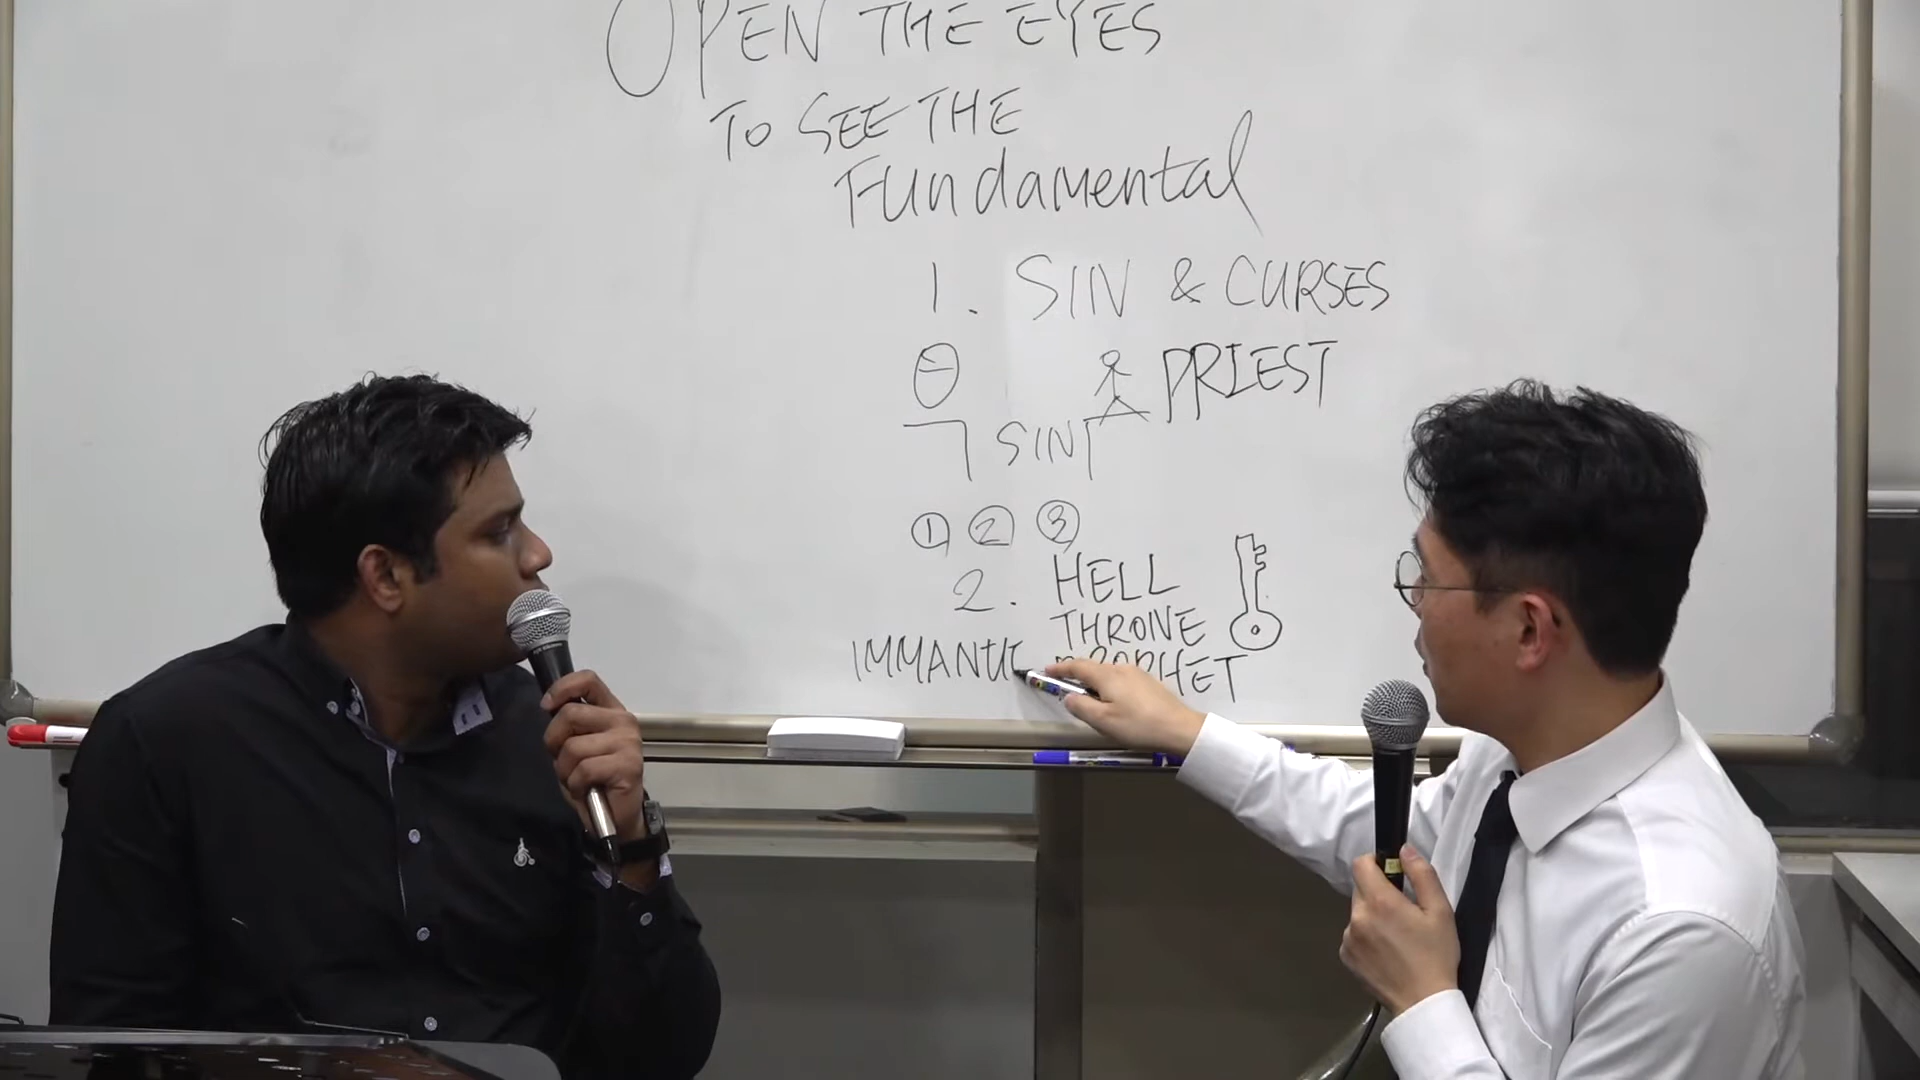 OPEN THE EYES
TO SEE THE
Fundamental
1. SIN & CURSES
PRIEST
SIN
① ② ③
2. HELL
THRONE
IMMANUE PROPHET